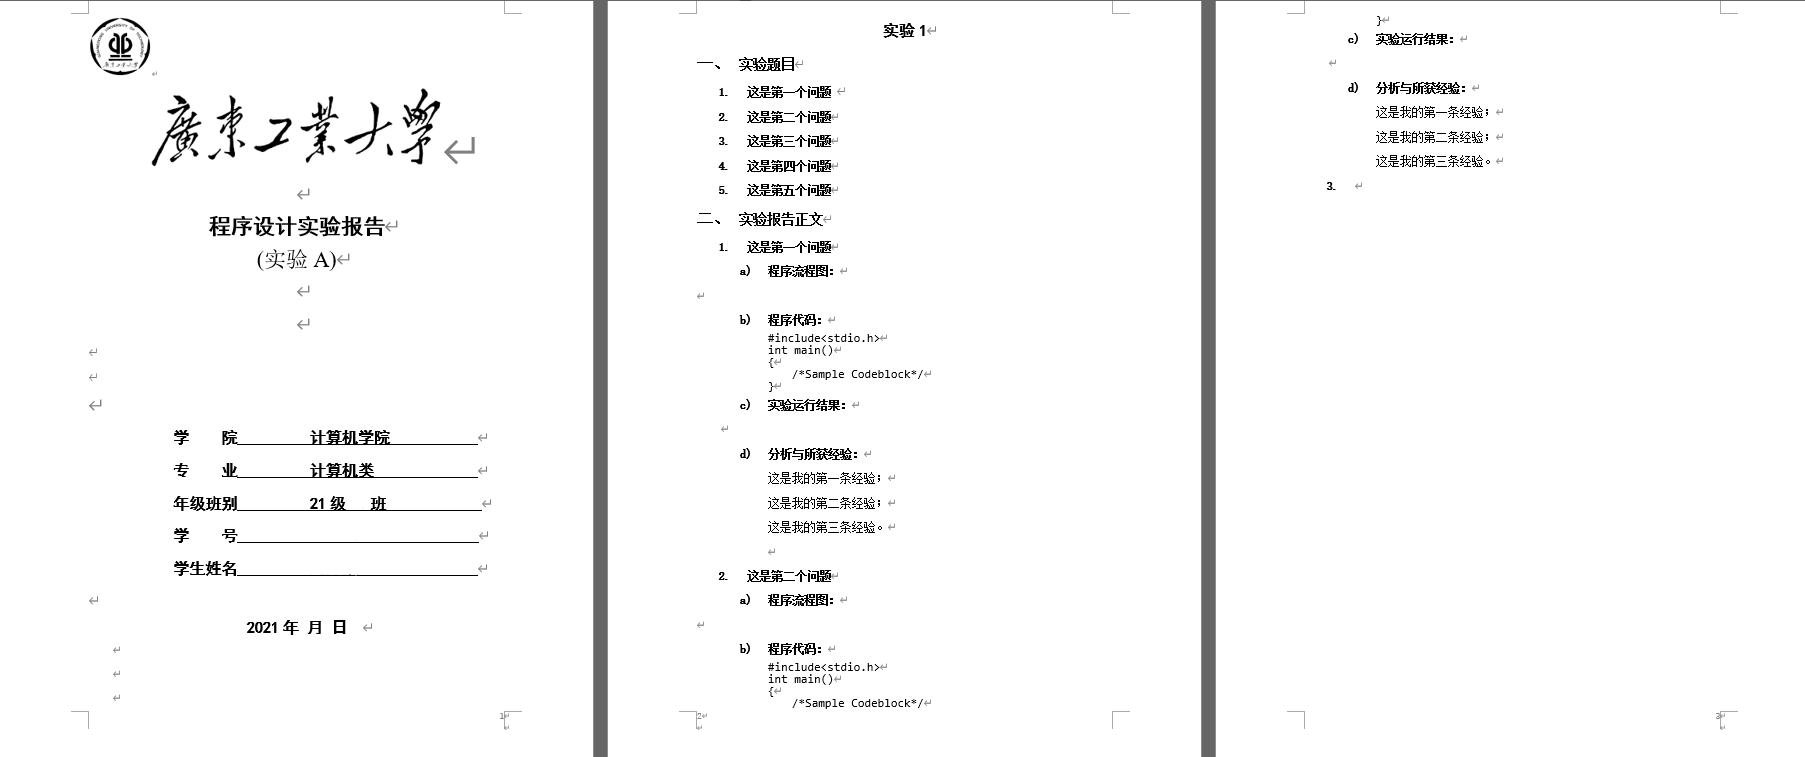 廣東工業大學
程序设计实验报告
(实验 A)
学 院 计算机学院
专 业 计算机类
年级班别 21 级 班
学 号
学生姓名
2021 年 月 日
1
实验 1
一、 实验题目
1. 这是第一个问题
2. 这是第二个问题
3. 这是第三个问题
4. 这是第四个问题
5. 这是第五个问题
二、 实验报告正文
1. 这是第一个问题
a) 程序流程图：
b) 程序代码：
#include<stdio.h>
int main()
{
/*Sample Codeblock*/
}
c) 实验运行结果：
d) 分析与所获经验：
这是我的第一条经验；
这是我的第二条经验；
这是我的第三条经验。
2. 这是第二个问题
a) 程序流程图：
b) 程序代码：
#include<stdio.h>
int main()
{
/*Sample Codeblock*/
2
}
c) 实验运行结果：
d) 分析与所获经验：
这是我的第一条经验；
这是我的第二条经验；
这是我的第三条经验。
3.
3